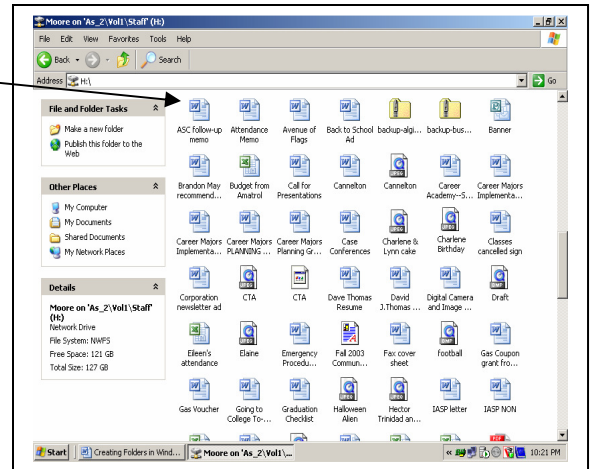 Moore on 'As_2\Vol1\Staff' (H:)
File Edit View Favorites Tools Help
Back Search
Address H:\ Go
File and Folder Tasks
Make a new folder
Publish this folder to the
Web
Other Places
My Computer
My Documents
Shared Documents
My Network Places
Details
Moore on 'As_2\Vol1\Staff'
(H:)
Network Drive
File System: NWFS
Free Space: 121 GB
Total Size: 127 GB
ASC follow-up
memo
Attendance
Memo
Avenue of
Flags
Back to School
Ad
backup-algi...
backup-bus...
Banner
Brandon May
recommend...
Budget from
Amatrol
Call for
Presentations
Cannelton
Cannelton
Career
Academy--S...
Career Majors
Implementa...
Career Majors
Implementa...
Career Majors
PLANNING ...
Career Majors
Planning Gr...
Case
Conferences
Charlene &
Lynn cake
Charlene
Birthday
Classes
cancelled sign
Corporation
newsletter ad
CTA
CTA
Dave Thomas
Resume
David
J.Thomas ...
Digital Camera
and Image ...
Draft
Eileen's
attendance
Elaine
Emergency
Procedu...
Fall 2003
Commun...
Fax cover
sheet
football
Gas Coupon
grant fro...
Gas Voucher
Going to
College To-...
Graduation
Checklist
Halloween
Alien
Hector
Trinidad an...
IASP letter
IASP NON
Start Creating Folders in Wind... Moore on 'As_2\Vol1\... 10:21 PM